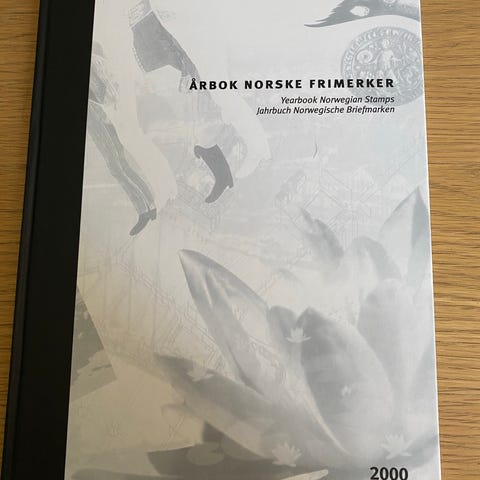 ÅRBOK NORSKE FRIMERKER
Yearbook Norwegian Stamps
Jahrbuch Norwegische Briefmarken
2000